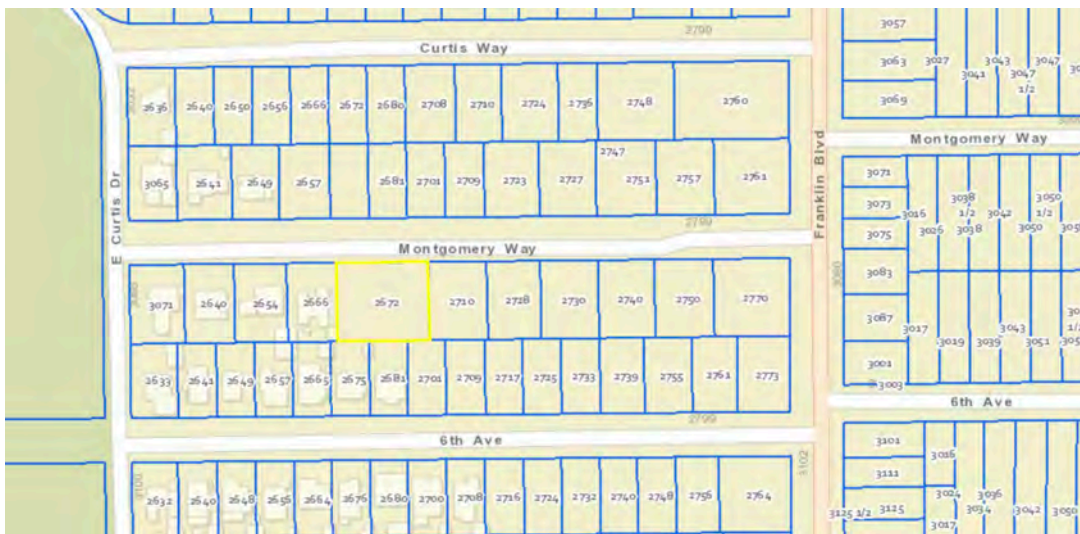 2700
Curtis Way
2636 2640 2650 2656 2666 2672 2680 2708 2710 2724 2736 2748 2760
3065 2641 2649 2657 2681 2701 2709 2723 2727 2747 2751 2757 2761
2799
E Curtis Dr
Montgomery Way
3071 2640 2654 2666 2672 2710 2728 2730 2740 2750 2770
2633 2641 2649 2657 2665 2675 2681 2701 2709 2717 2725 2733 2739 2755 2761 2773
2799
6th Ave
3100
3102
2632 2640 2648 2656 2664 2676 2680 2700 2708 2716 2724 2732 2740 2748 2756 2764
Franklin Blvd
3057
3063 3027 3043 3047
3041 3047
1/2
3069
Montgomery Way
3071
3073 3016 3038 1/2 3042 3050 1/2
3075 3026 3038 3050
3080
3083
3087 3017 3043
3019 3039 3051
3001
3003
6th Ave
3101
3016
3111
3024 3036
3125 1/2 3125 3034 3042 3050
3017